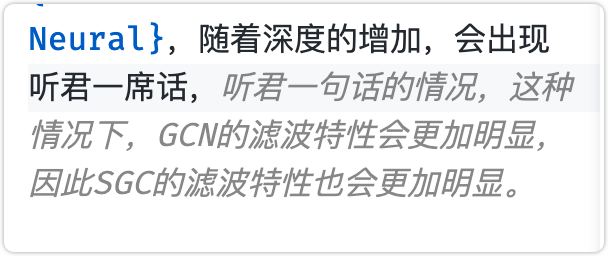 Neural}，随着深度的增加，会出现
听君一席话，听君一句话的情况，这种
情况下，GCN的滤波特性会更加明显，
因此SGC的滤波特性也会更加明显。